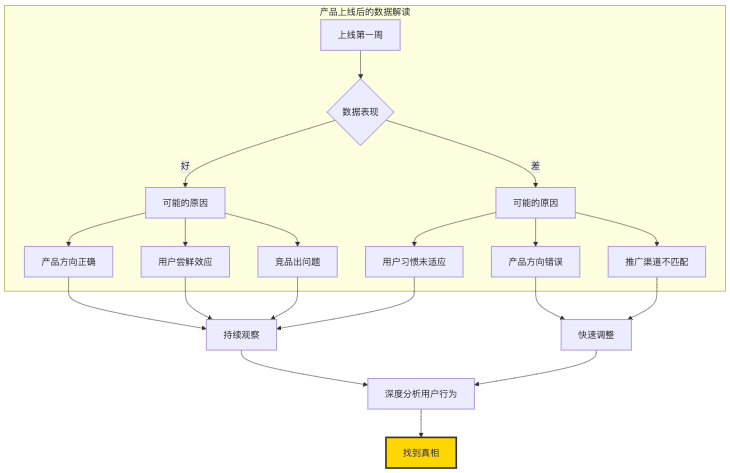 产品上线后的数据解读
上线第一周
数据表现
好
差
可能的原因
可能的原因
产品方向正确
用户尝鲜效应
竞品出问题
用户习惯未适应
产品方向错误
推广渠道不匹配
持续观察
快速调整
深度分析用户行为
找到真相